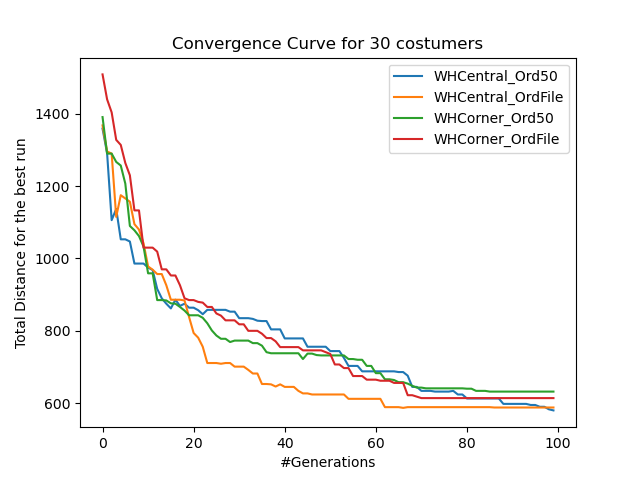 Convergence Curve for 30 costumers
WHCentral_Ord50
WHCentral_OrdFile
WHCorner_Ord50
WHCorner_OrdFile
Total Distance for the best run
1400
1200
1000
800
600
0 20 40 60 80 100
#Generations